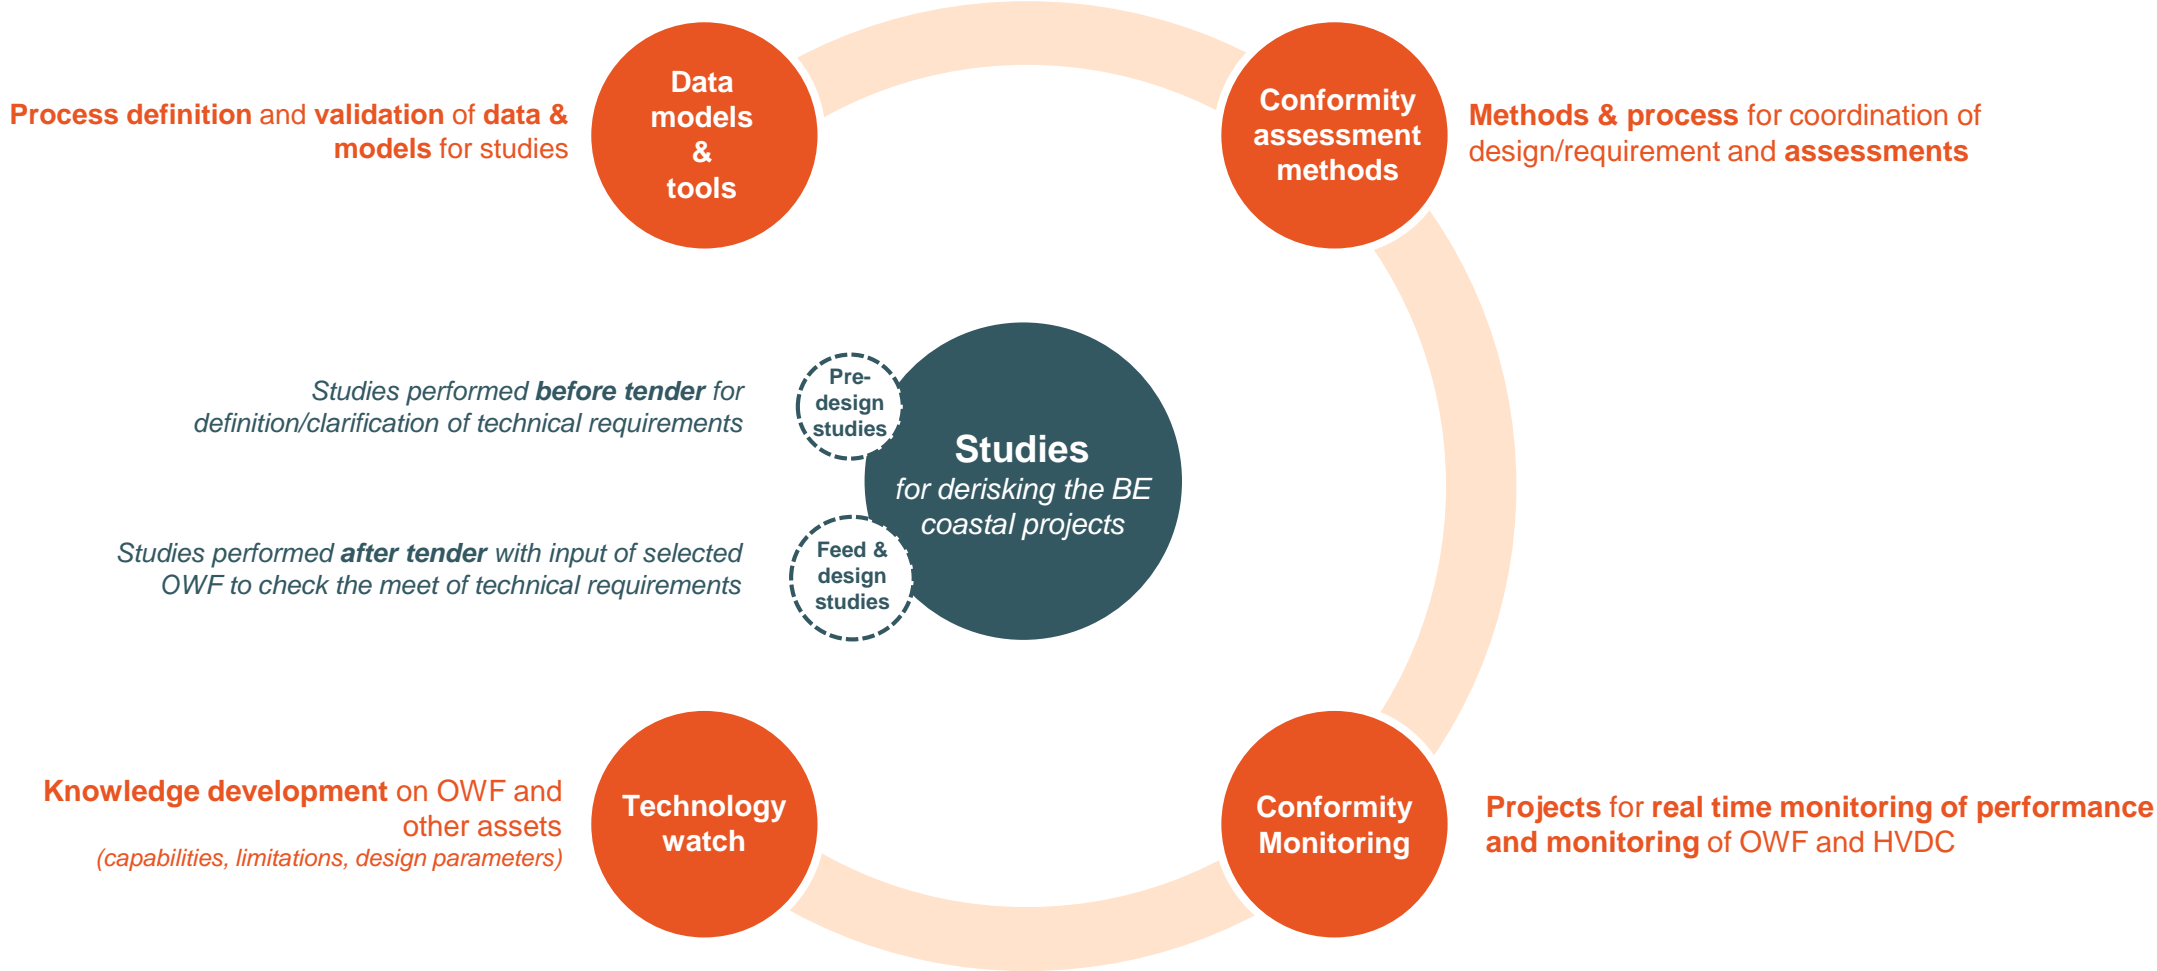 Data
models
&
tools
Process definition and validation of data &
models for studies
Conformity
assessment
methods
Methods & process for coordination of
design/requirement and assessments
Studies performed before tender for
definition/clarification of technical requirements
Pre-
design
studies
Studies
for derisking the BE
coastal projects
Studies performed after tender with input of selected
OWF to check the meet of technical requirements
Feed &
design
studies
Knowledge development on OWF and
other assets
(capabilities, limitations, design parameters)
Technology
watch
Conformity
Monitoring
Projects for real time monitoring of performance
and monitoring of OWF and HVDC